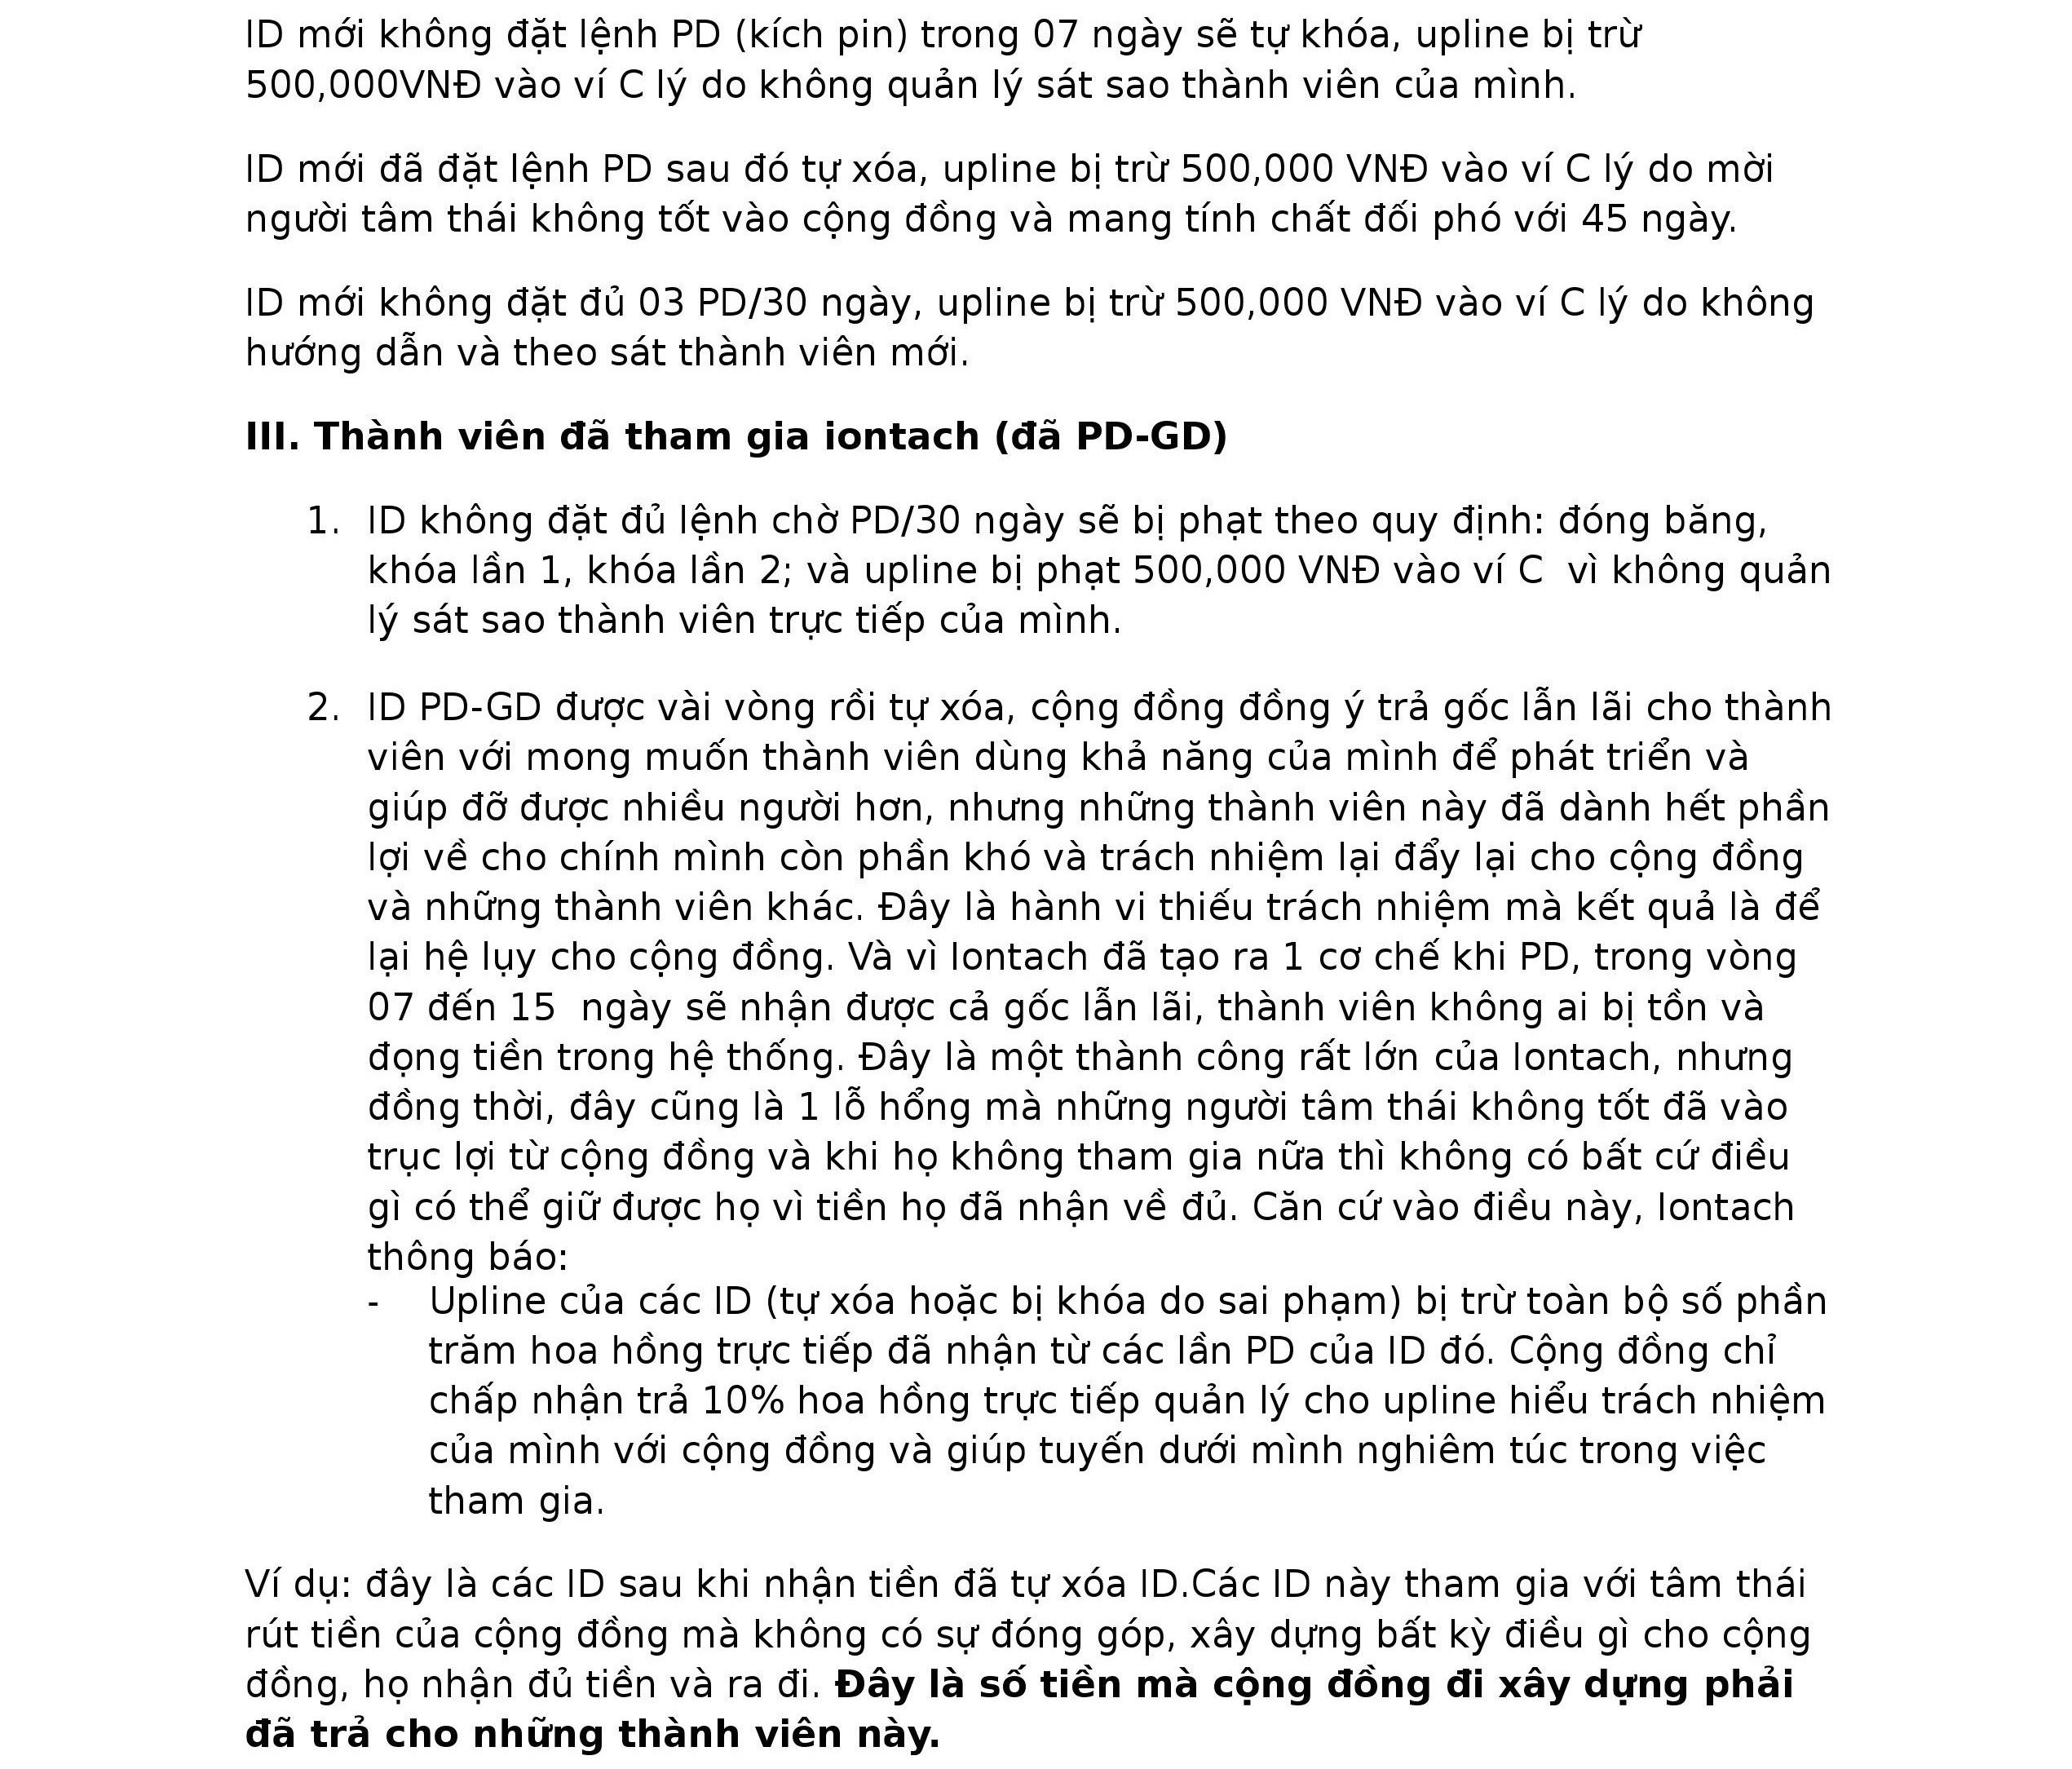 ID mới không đặt lệnh PD (kích pin) trong 07 ngày sẽ tự khóa, upline bị trừ
500,000VNĐ vào ví C lý do không quản lý sát sao thành viên của mình.
ID mới đã đặt lệnh PD sau đó tự xóa, upline bị trừ 500,000 VNĐ vào ví C lý do mời
người tâm thái không tốt vào cộng đồng và mang tính chất đối phó với 45 ngày.
ID mới không đặt đủ 03 PD/30 ngày, upline bị trừ 500,000 VNĐ vào ví C lý do không
hướng dẫn và theo sát thành viên mới.
III. Thành viên đã tham gia iontach (đã PD-GD)
1. ID không đặt đủ lệnh chờ PD/30 ngày sẽ bị phạt theo quy định: đóng băng,
khóa lần 1, khóa lần 2; và upline bị phạt 500,000 VNĐ vào ví C  vì không quản
lý sát sao thành viên trực tiếp của mình.
2. ID PD-GD được vài vòng rồi tự xóa, cộng đồng đồng ý trả gốc lẫn lãi cho thành
viên với mong muốn thành viên dùng khả năng của mình để phát triển và
giúp đỡ được nhiều người hơn, nhưng những thành viên này đã dành hết phần
lợi về cho chính mình còn phần khó và trách nhiệm lại đẩy lại cho cộng đồng
và những thành viên khác. Đây là hành vi thiếu trách nhiệm mà kết quả là để
lại hệ lụy cho cộng đồng. Và vì Iontach đã tạo ra 1 cơ chế khi PD, trong vòng
07 đến 15  ngày sẽ nhận được cả gốc lẫn lãi, thành viên không ai bị tồn và
đọng tiền trong hệ thống. Đây là một thành công rất lớn của Iontach, nhưng
đồng thời, đây cũng là 1 lỗ hổng mà những người tâm thái không tốt đã vào
trục lợi từ cộng đồng và khi họ không tham gia nữa thì không có bất cứ điều
gì có thể giữ được họ vì tiền họ đã nhận về đủ. Căn cứ vào điều này, Iontach
thông báo:
- Upline của các ID (tự xóa hoặc bị khóa do sai phạm) bị trừ toàn bộ số phần
trăm hoa hồng trực tiếp đã nhận từ các lần PD của ID đó. Cộng đồng chỉ
chấp nhận trả 10% hoa hồng trực tiếp quản lý cho upline hiểu trách nhiệm
của mình với cộng đồng và giúp tuyến dưới mình nghiêm túc trong việc
tham gia.
Ví dụ: đây là các ID sau khi nhận tiền đã tự xóa ID.Các ID này tham gia với tâm thái
rút tiền của cộng đồng mà không có sự đóng góp, xây dựng bất kỳ điều gì cho cộng
đồng, họ nhận đủ tiền và ra đi. Đây là số tiền mà cộng đồng đi xây dựng phải
đã trả cho những thành viên này.